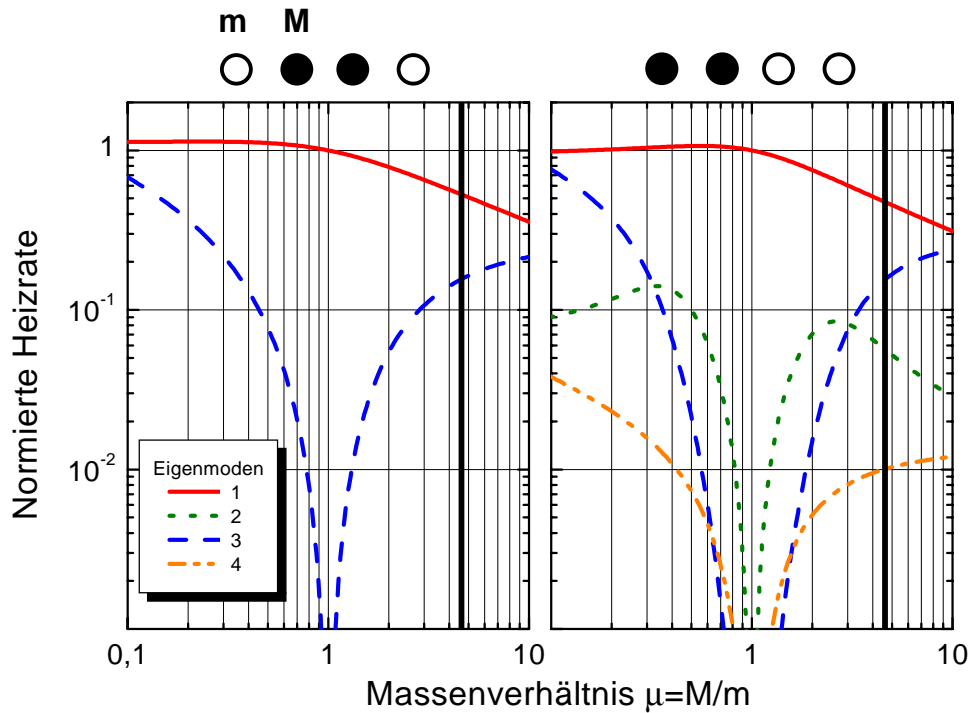 m M
1
10-1
10-2
Normierte Heizrate
Eigenmoden
1
2
3
4
0,1 1 10 1 10
Massenverhältnis μ=M/m